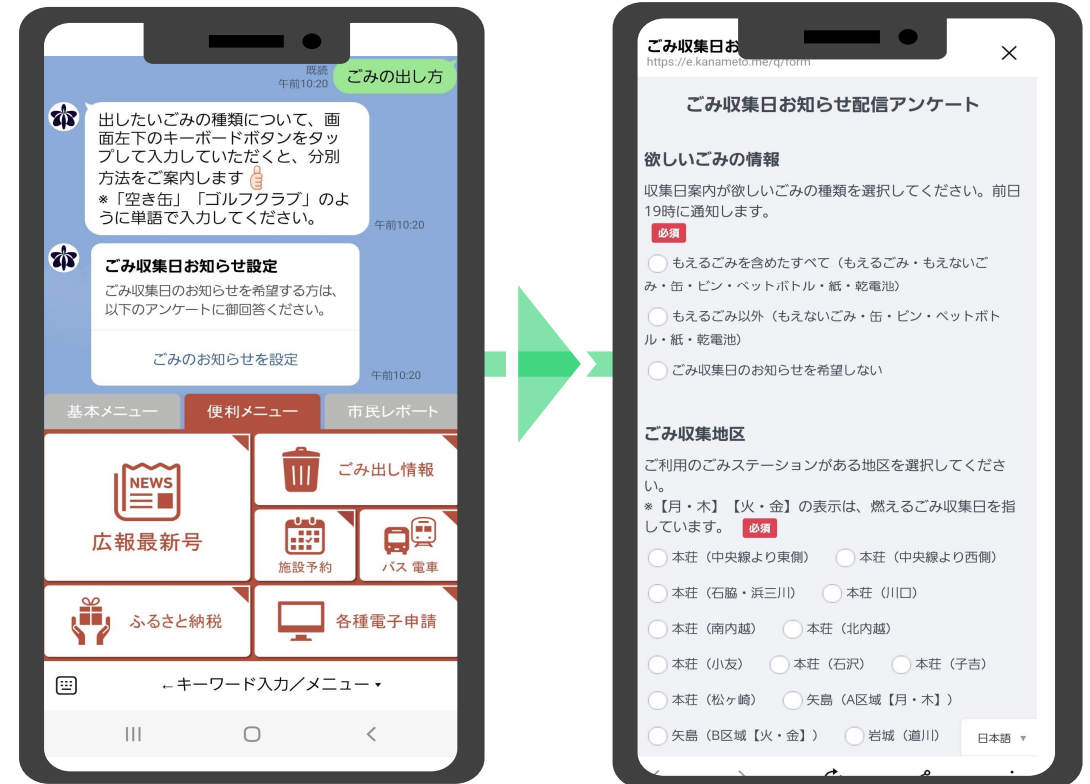 既読
午前10:20
ごみの出し方
出したいごみの種類について、画
面左下のキーボードボタンをタッ
プして入力していただくと、分別
方法をご案内します
※「空き缶」「ゴルフクラブ」のよ
うに単語で入力してください。
午前10:20
ごみ収集日お知らせ設定
ごみ収集日のお知らせを希望する方は、
以下のアンケートに御回答ください。
ごみのお知らせを設定
午前10:20
基本メニュー
便利メニュー
市民レポート
NEWS
広報最新号
ごみ出し情報
施設予約
バス 電車
ふるさと納税
各種電子申請
←キーワード入力／メニュー ▾
ごみ収集日お
https://e.kanameto.me/q/form
ごみ収集日お知らせ配信アンケート
欲しいごみの情報
収集日案内が欲しいごみの種類を選択してください。前日
19時に通知します。
必須
もえるごみを含めたすべて（もえるごみ・もえないご
み・缶・ビン・ペットボトル・紙・乾電池）
もえるごみ以外（もえないごみ・缶・ビン・ペットボト
ル・紙・乾電池）
ごみ収集日のお知らせを希望しない
ごみ収集地区
ご利用のごみステーションがある地区を選択してくださ
い。
※【月・木】【火・金】の表示は、燃えるごみ収集日を指
しています。 必須
本荘（中央線より東側） 本荘（中央線より西側）
本荘（石脇・浜三川） 本荘（川口）
本荘（南内越） 本荘（北内越）
本荘（小友） 本荘（石沢） 本荘（子吉）
本荘（松ヶ崎） 矢島（A区域【月・木】）
矢島（B区域【火・金】） 岩城（道川）
日本語 ▼